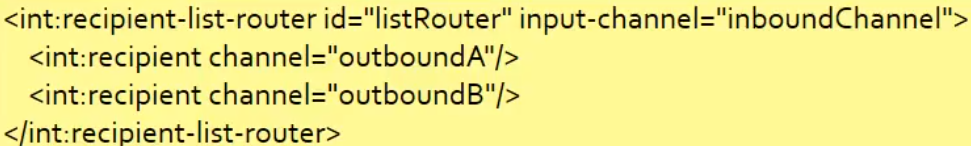 <int:recipient-list-router id="listRouter" input-channel="inboundChannel">
<int:recipient channel="outboundA"/>
<int:recipient channel="outboundB"/>
</int:recipient-list-router>